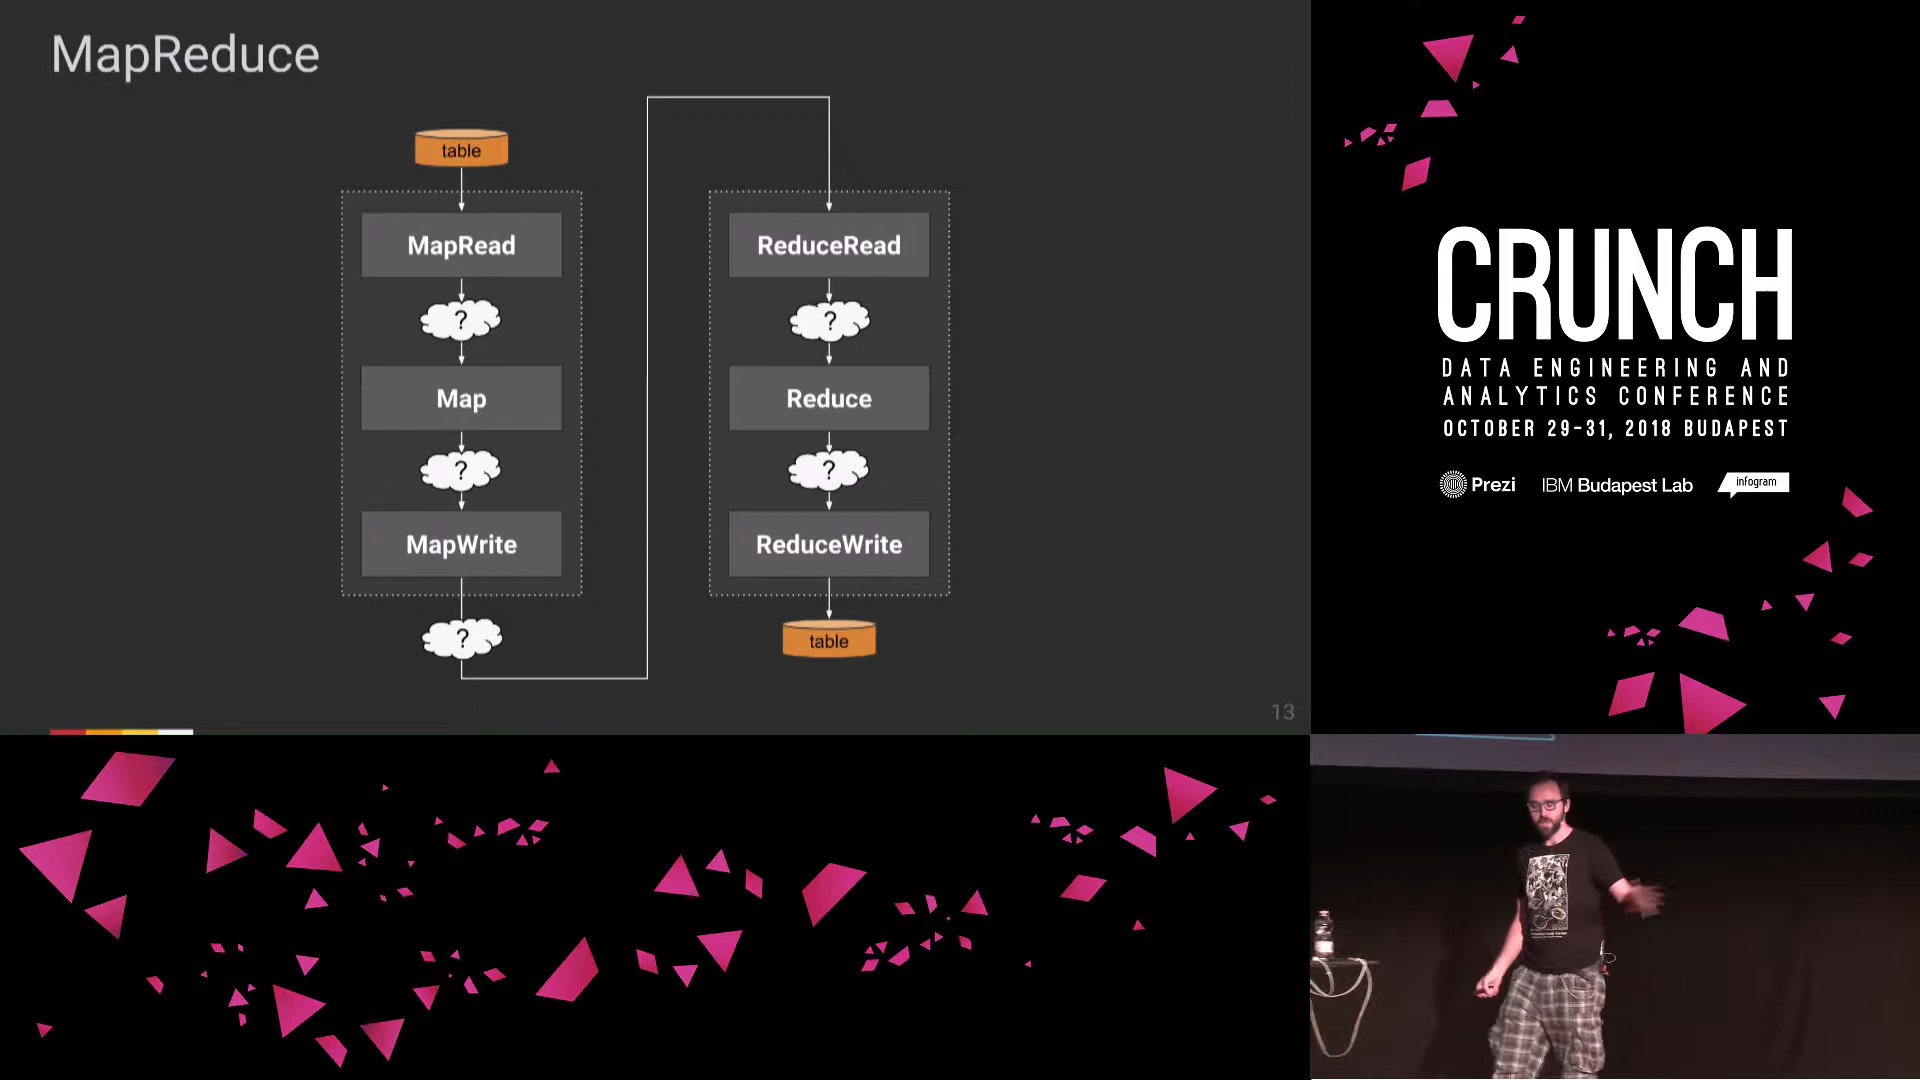 MapReduce
table
MapRead
?
Map
?
MapWrite
?
ReduceRead
?
Reduce
?
ReduceWrite
table
13
CRUNCH
DATA ENGINEERING AND
ANALYTICS CONFERENCE
OCTOBER 29-31, 2018 BUDAPEST
Prezi IBM Budapest Lab infogram